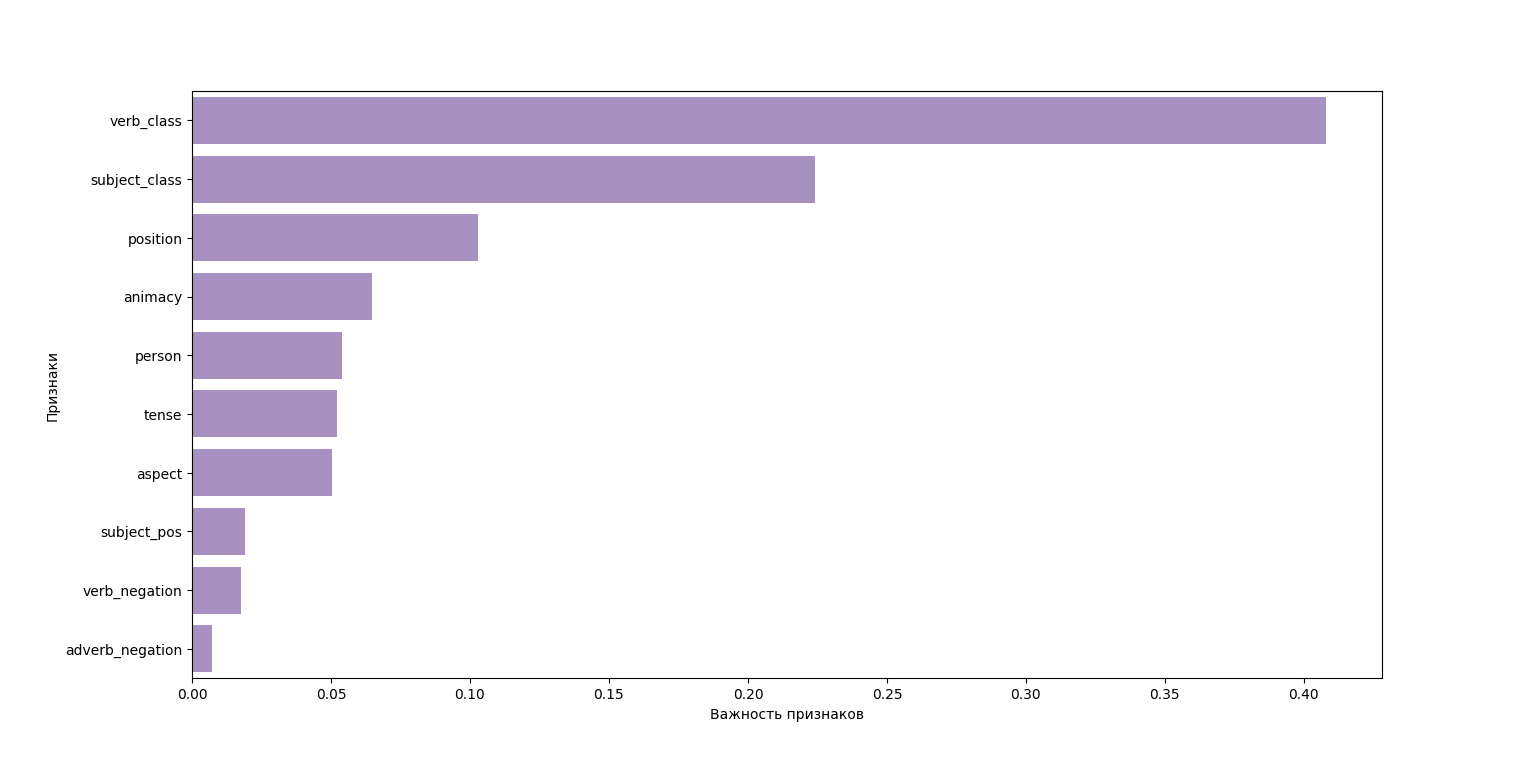 verb_class
subject_class
position
animacy
person
tense
aspect
subject_pos
verb_negation
adverb_negation
Признаки
0.00 0.05 0.10 0.15 0.20 0.25 0.30 0.35 0.40
Важность признаков